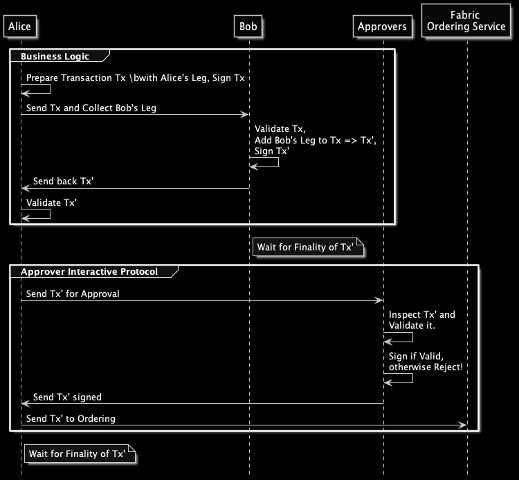 Fabric
Alice
Bob
Approvers
Ordering Service
Business Logic
Prepare Transaction Tx \bwith Alice's Leg, Sign Tx
Send Tx and Collect Bob's Leg
Validate Tx,
Add Bob's Leg to Tx => Tx',
Sign Tx'
Send back Tx'
Validate Tx'
Wait for Finality of Tx'
Approver Interactive Protocol
Send Tx' for Approval
Inspect Tx' and
Validate it.
Sign if Valid,
otherwise Reject!
Send Tx' signed
Send Tx' to Ordering
Wait for Finality of Tx'